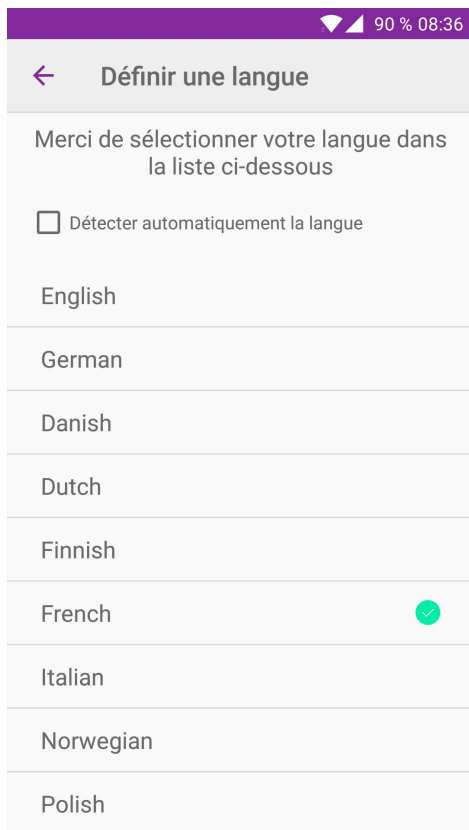 90 % 08:36
Définir une langue
Merci de sélectionner votre langue dans
la liste ci-dessous
Détecter automatiquement la langue
English
German
Danish
Dutch
Finnish
French
Italian
Norwegian
Polish